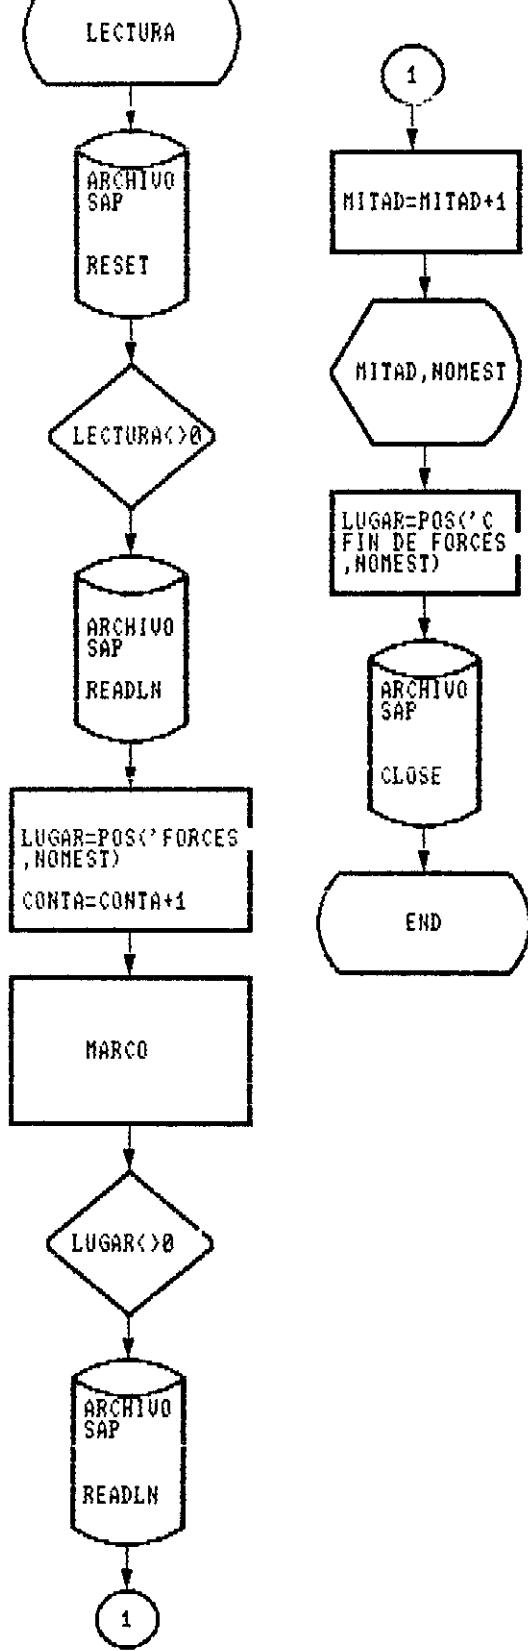 LECTURA
ARCHIVO
SAP
RESET
LECTURA<>0
ARCHIVO
SAP
READLN
LUGAR=POS('FORCES
,NOMEST)
CONTA=CONTA+1
MARCO
LUGAR<>0
ARCHIVO
SAP
READLN
1
1
MITAD=MITAD+1
MITAD,NOMEST
LUGAR=POS('C
FIN DE FORCES
,NOMEST)
ARCHIVO
SAP
CLOSE
END